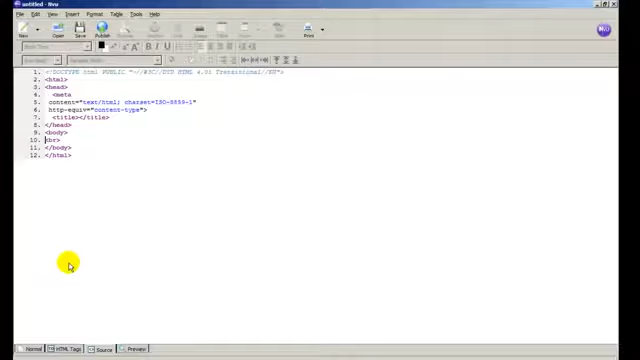 untitled - Nvu
File Edit View Insert Format Table Tools Help
New Open Save Publish Print
1. <!DOCTYPE html PUBLIC "-//W3C//DTD HTML 4.01 Transitional//EN">
2. <html>
3. <head>
4. <meta
5. content="text/html; charset=ISO-8859-1"
6. http-equiv="content-type">
7. <title></title>
8. </head>
9. <body>
10. <br>
11. </body>
12. </html>
Normal HTML Tags Source Preview